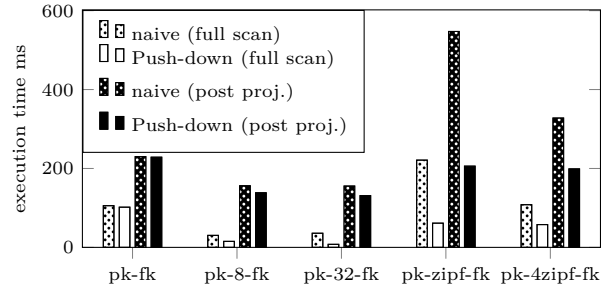 600
400
200
0
execution time ms
naive (full scan)
Push-down (full scan)
naive (post proj.)
Push-down (post proj.)
pk-fk
pk-8-fk
pk-32-fk
pk-zipf-fk
pk-4zipf-fk